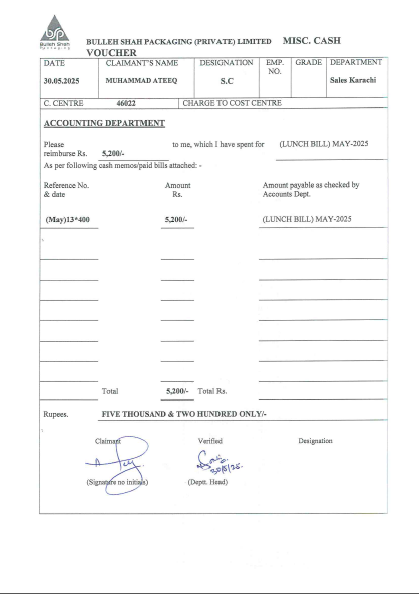 bsp
Bulleh Shah
Packaging
BULLEH SHAH PACKAGING (PRIVATE) LIMITED MISC. CASH
VOUCHER
DATE CLAIMANT'S NAME DESIGNATION EMP. NO. GRADE DEPARTMENT
30.05.2025 MUHAMMAD ATEEQ S.C Sales Karachi
C. CENTRE 46022 CHARGE TO COST CENTRE
ACCOUNTING DEPARTMENT
Please
reimburse Rs. 5,200/- to me, which I have spent for (LUNCH BILL) MAY-2025
As per following cash memos/paid bills attached: -
Reference No. Amount Amount payable as checked by
& date Rs. Accounts Dept.
(May)13*400 5,200/- (LUNCH BILL) MAY-2025
Total 5,200/- Total Rs.
Rupees. FIVE THOUSAND & TWO HUNDRED ONLY/-
Claimant Verified Designation
30/5/25.
(Signature no initials) (Deptt. Head)